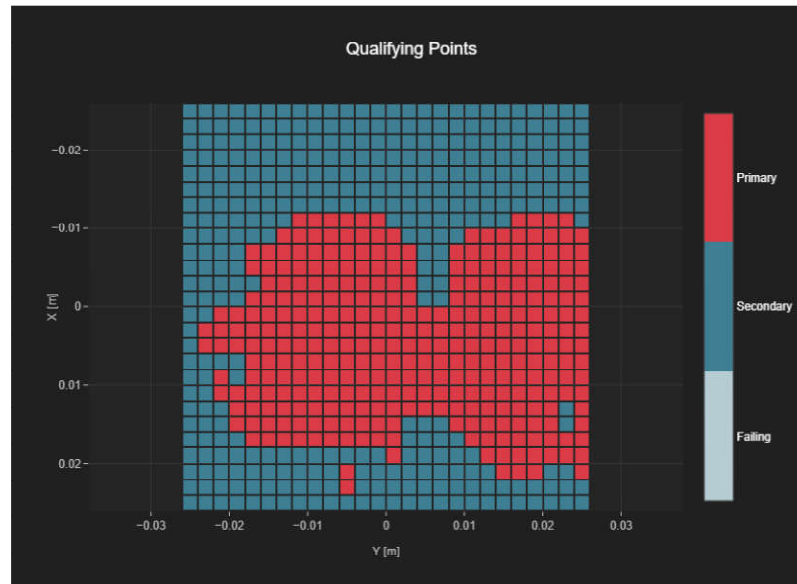 Qualifying Points
−0.02
−0.01
0
0.01
0.02
X [m]
−0.03
−0.02
−0.01
0
0.01
0.02
0.03
Y [m]
Primary
Secondary
Failing